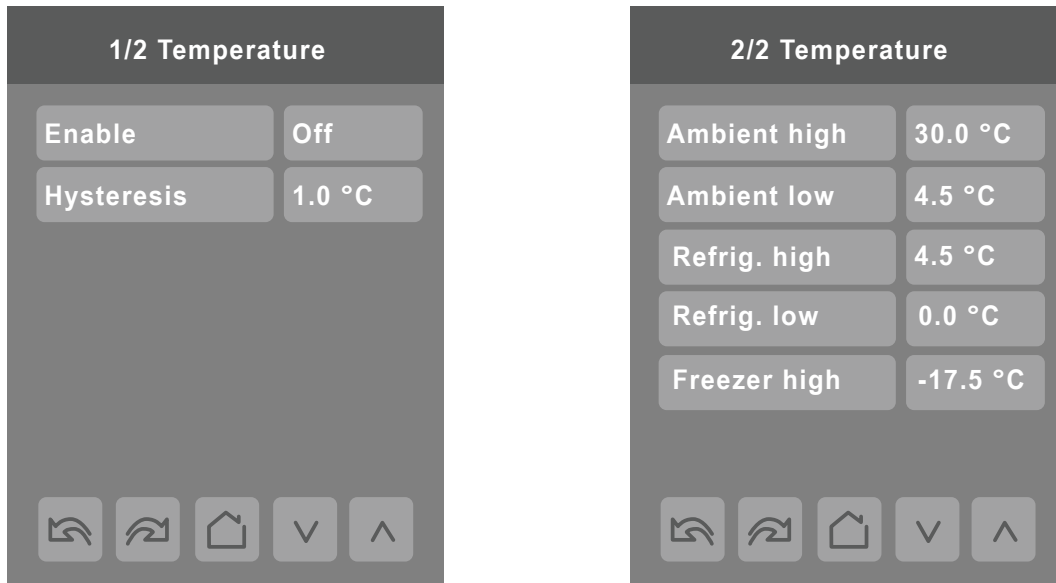 1/2 Temperature
Enable Off
Hysteresis 1.0 °C
2/2 Temperature
Ambient high 30.0 °C
Ambient low 4.5 °C
Refrig. high 4.5 °C
Refrig. low 0.0 °C
Freezer high -17.5 °C